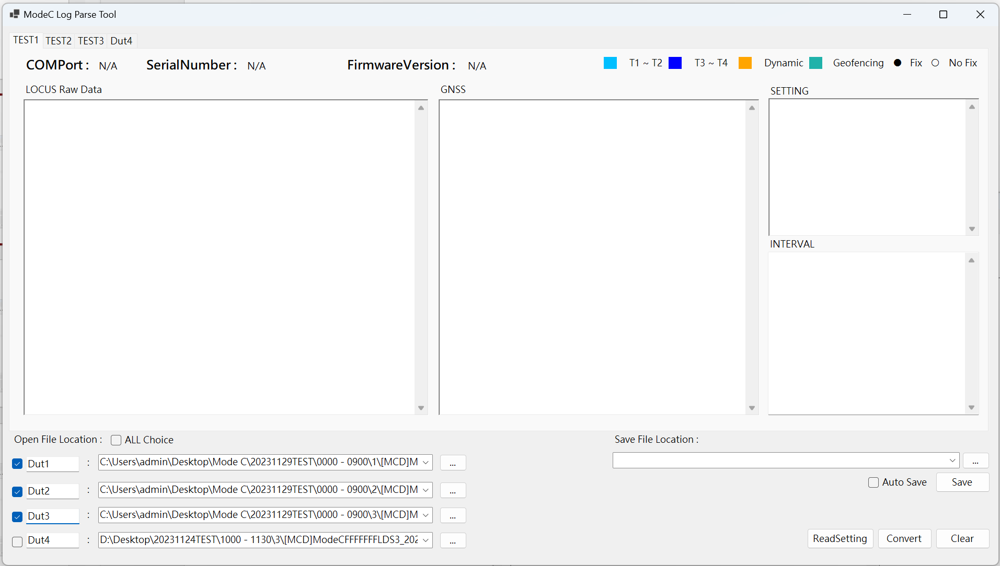 ModeC Log Parse Tool
TEST1 TEST2 TEST3 Dut4
COMPort : N/A SerialNumber : N/A FirmwareVersion : N/A T1 ~ T2 T3 ~ T4 Dynamic Geofencing Fix No Fix
LOCUS Raw Data GNSS SETTING
INTERVAL
Open File Location : ALL Choice Save File Location :
Dut1 : C:\Users\admin\Desktop\Mode C\20231129TEST\0000 - 0900\1\[MCD]M ... ...
Auto Save Save
Dut2 : C:\Users\admin\Desktop\Mode C\20231129TEST\0000 - 0900\2\[MCD]M ...
Dut3 : C:\Users\admin\Desktop\Mode C\20231129TEST\0000 - 0900\3\[MCD]M ...
Dut4 : D:\Desktop\20231124TEST\1000 - 1130\3\[MCD]ModeCFFFFFFFLDS3_202 ... ReadSetting Convert Clear